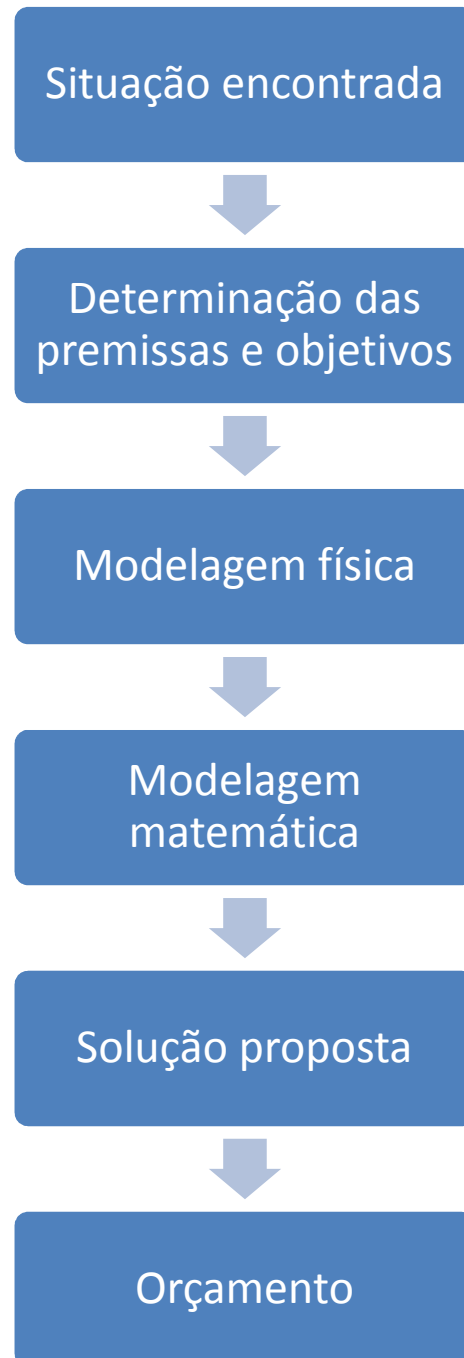 Situação encontrada
Determinação das
premissas e objetivos
Modelagem física
Modelagem
matemática
Solução proposta
Orçamento